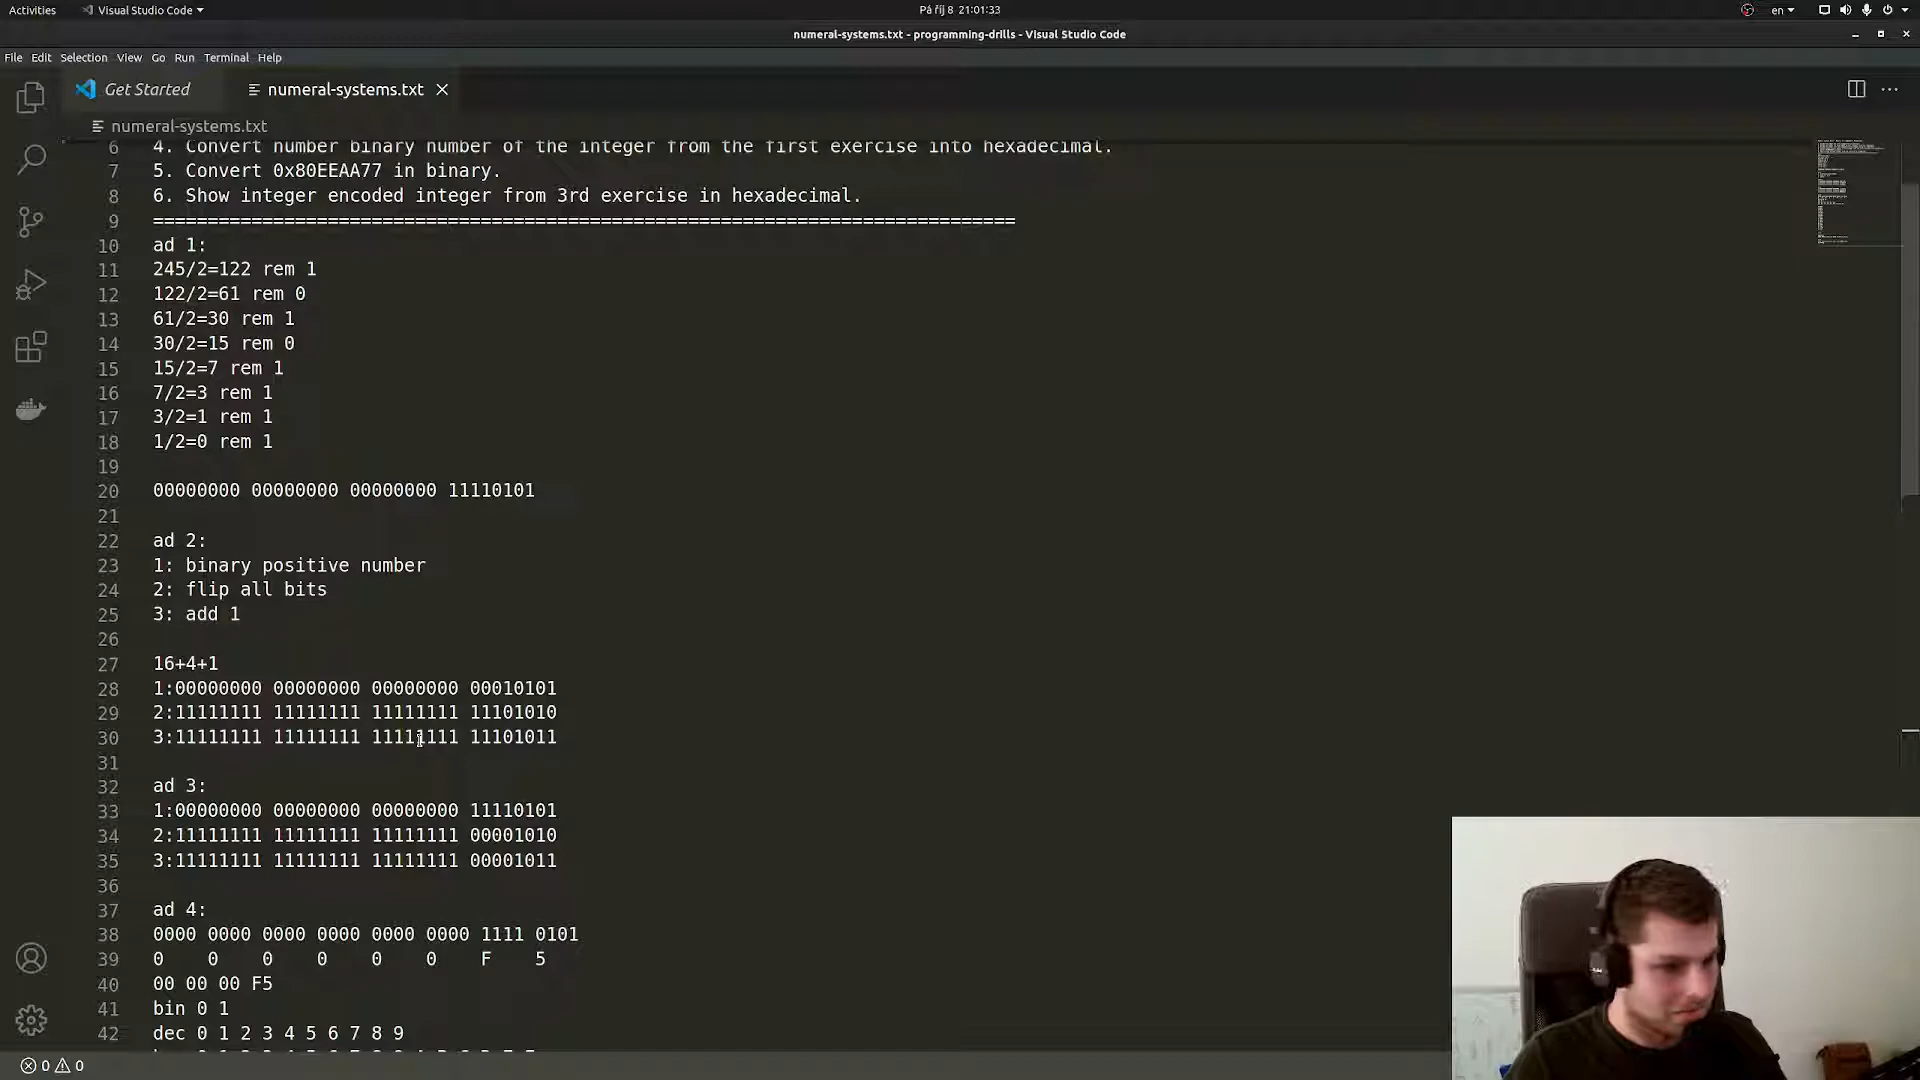 Activities
Visual Studio Code
Pá říj 8 21:01:33
en
numeral-systems.txt - programming-drills - Visual Studio Code
File Edit Selection View Go Run Terminal Help
Get Started
numeral-systems.txt
numeral-systems.txt
6 4. Convert number binary number of the integer from the first exercise into hexadecimal.
7 5. Convert 0x80EEAA77 in binary.
8 6. Show integer encoded integer from 3rd exercise in hexadecimal.
9 ===============================================================================
10 ad 1:
11 245/2=122 rem 1
12 122/2=61 rem 0
13 61/2=30 rem 1
14 30/2=15 rem 0
15 15/2=7 rem 1
16 7/2=3 rem 1
17 3/2=1 rem 1
18 1/2=0 rem 1
19
20 00000000 00000000 00000000 11110101
21
22 ad 2:
23 1: binary positive number
24 2: flip all bits
25 3: add 1
26
27 16+4+1
28 1:00000000 00000000 00000000 00010101
29 2:11111111 11111111 11111111 11101010
30 3:11111111 11111111 11111111 11101011
31
32 ad 3:
33 1:00000000 00000000 00000000 11110101
34 2:11111111 11111111 11111111 00001010
35 3:11111111 11111111 11111111 00001011
36
37 ad 4:
38 0000 0000 0000 0000 0000 0000 1111 0101
39 0 0 0 0 0 0 F 5
40 00 00 00 F5
41 bin 0 1
42 dec 0 1 2 3 4 5 6 7 8 9
0 0